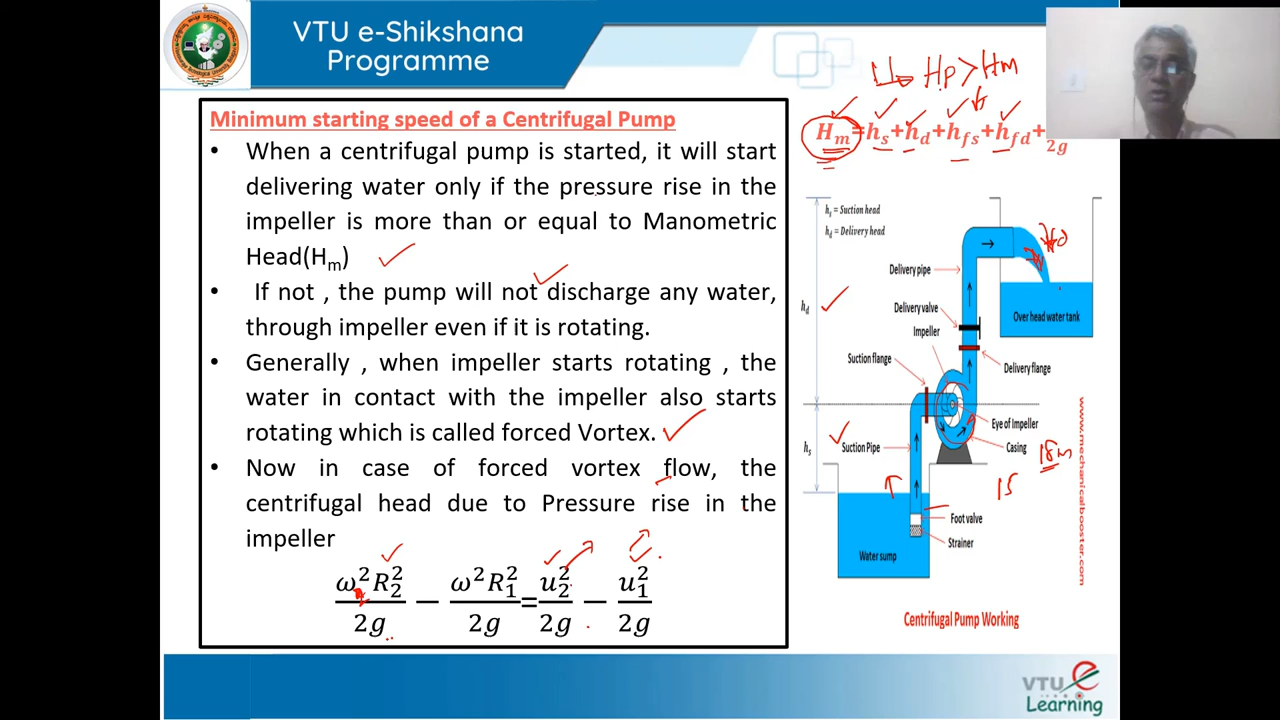 VTU e-Shikshana
Programme
Minimum starting speed of a Centrifugal Pump
• When a centrifugal pump is started, it will start
delivering water only if the pressure rise in the
impeller is more than or equal to Manometric
Head(Hₘ)
• If not , the pump will not discharge any water,
through impeller even if it is rotating.
• Generally , when impeller starts rotating , the
water in contact with the impeller also starts
rotating which is called forced Vortex.
• Now in case of forced vortex flow, the
centrifugal head due to Pressure rise in the
impeller
ω²R₂²/2g − ω²R₁²/2g = u₂²/2g − u₁²/2g
Hp > Hm
Hₘ=hₛ+h_d+h_fs+h_fd+
2g
hₛ = Suction head
h_d = Delivery head
Delivery pipe
Delivery valve
h_d
Impeller
Over head water tank
Suction flange
Delivery flange
Eye of Impeller
hₛ
Suction Pipe
Casing
18m
15
Foot valve
Strainer
Water sump
www.mechanicalbooster.com
Centrifugal Pump Working
VTU e
Learning